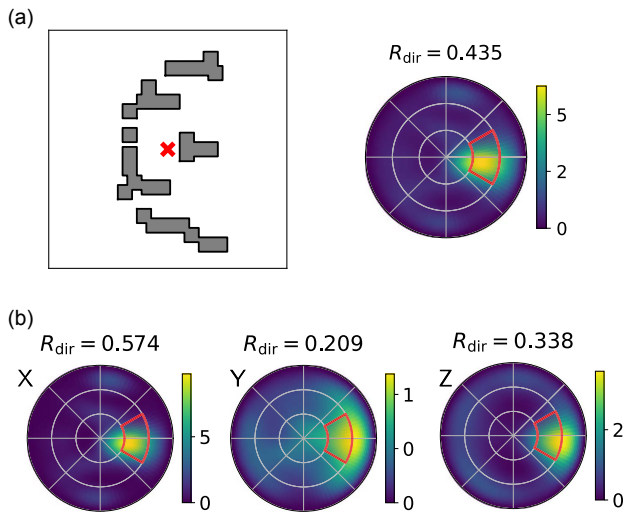 (a)
R_dir = 0.435
5
2
0
(b)
R_dir = 0.574
R_dir = 0.209
R_dir = 0.338
X
5
0
Y
1
0
0
Z
2
0